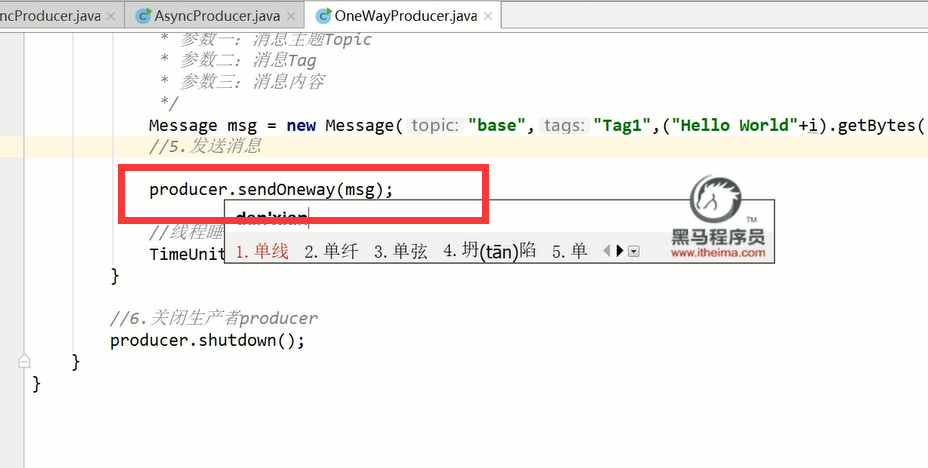 ncProducer.java × AsyncProducer.java × OneWayProducer.java ×
* 参数一：消息主题Topic
* 参数二：消息Tag
* 参数三：消息内容
*/
Message msg = new Message( topic: "base", tags: "Tag1",("Hello World"+i).getBytes(
//5.发送消息
producer.sendOneway(msg);
dan'xian
//线程睡
1.单线 2.单纤 3.单弦 4.坍(tān)陷 5.单
TimeUnit
}
//6.关闭生产者producer
producer.shutdown();
}
}
TM
黑马程序员
www.itheima.com